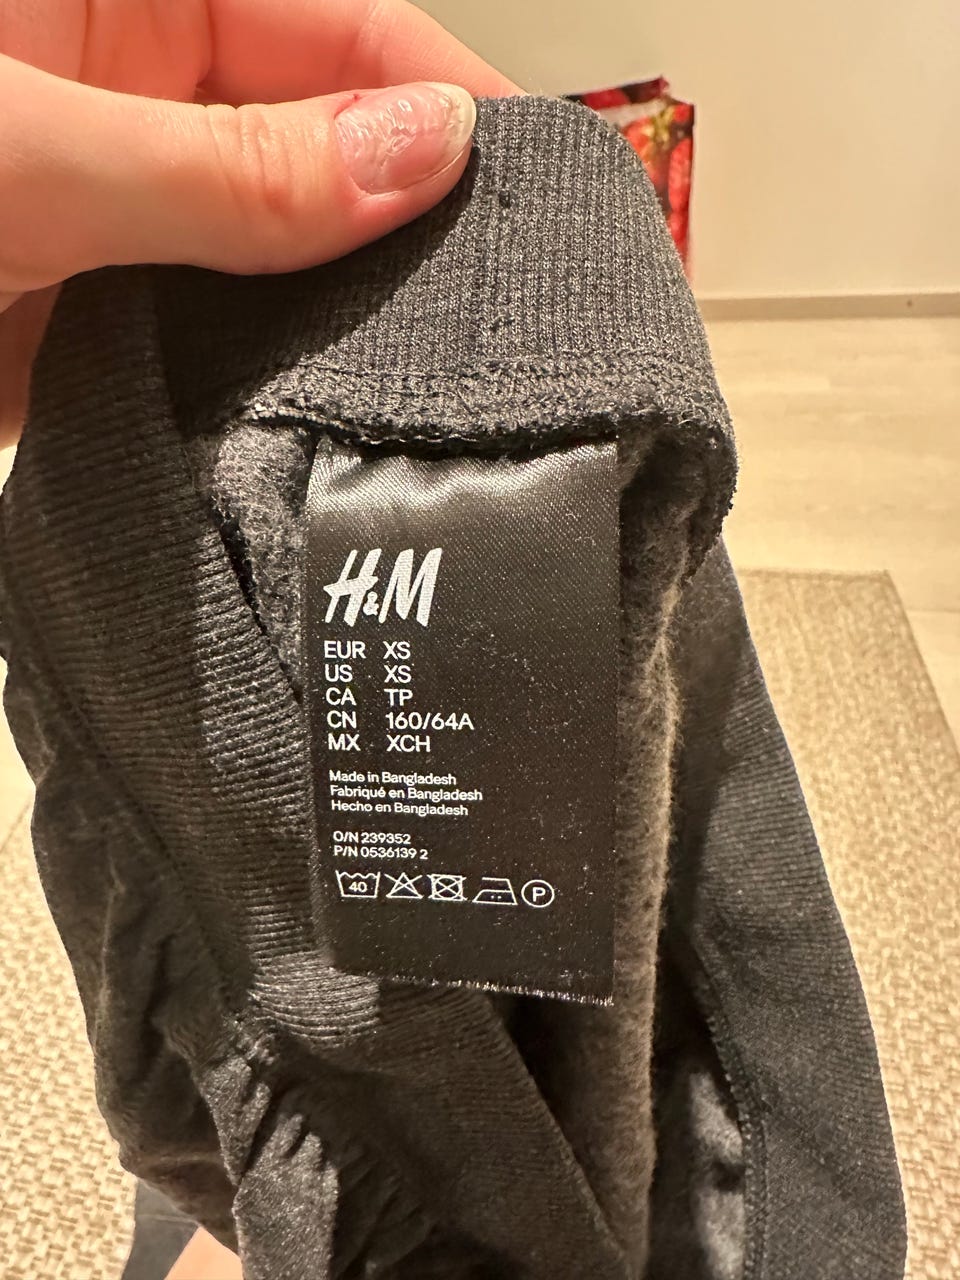 H&M
EUR XS
US XS
CA TP
CN 160/64A
MX XCH
Made in Bangladesh
Fabriqué en Bangladesh
Hecho en Bangladesh
O/N 239352
P/N 0536139 2
40
P